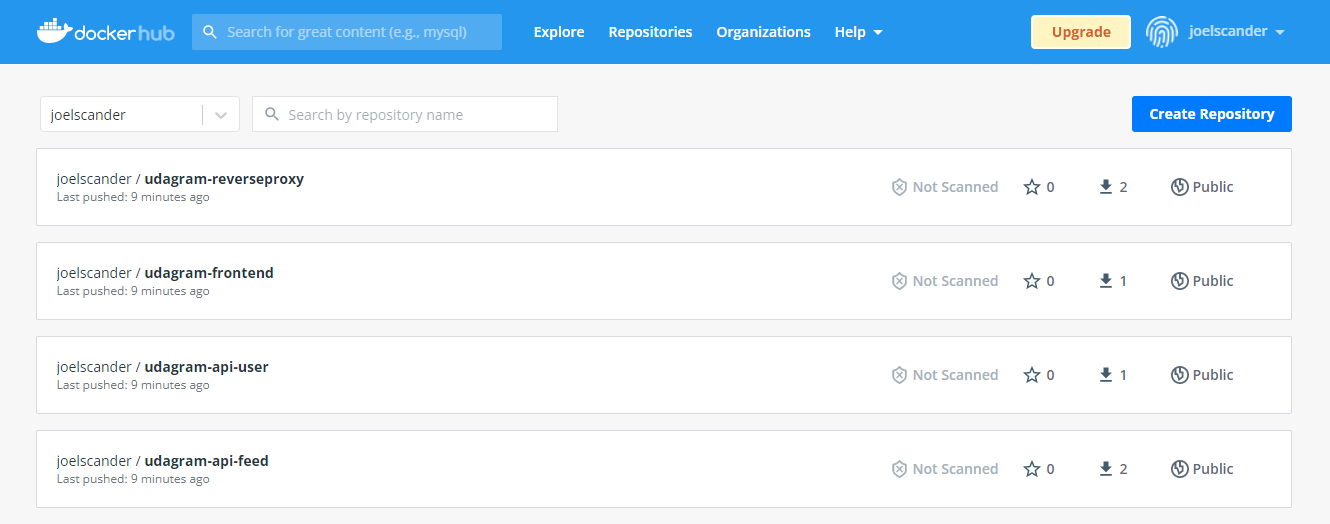 dockerhub Search for great content (e.g., mysql) Explore Repositories Organizations Help Upgrade joelscander
joelscander Search by repository name Create Repository
joelscander / udagram-reverseproxy
Last pushed: 9 minutes ago
Not Scanned 0 2 Public
joelscander / udagram-frontend
Last pushed: 9 minutes ago
Not Scanned 0 1 Public
joelscander / udagram-api-user
Last pushed: 9 minutes ago
Not Scanned 0 1 Public
joelscander / udagram-api-feed
Last pushed: 9 minutes ago
Not Scanned 0 2 Public